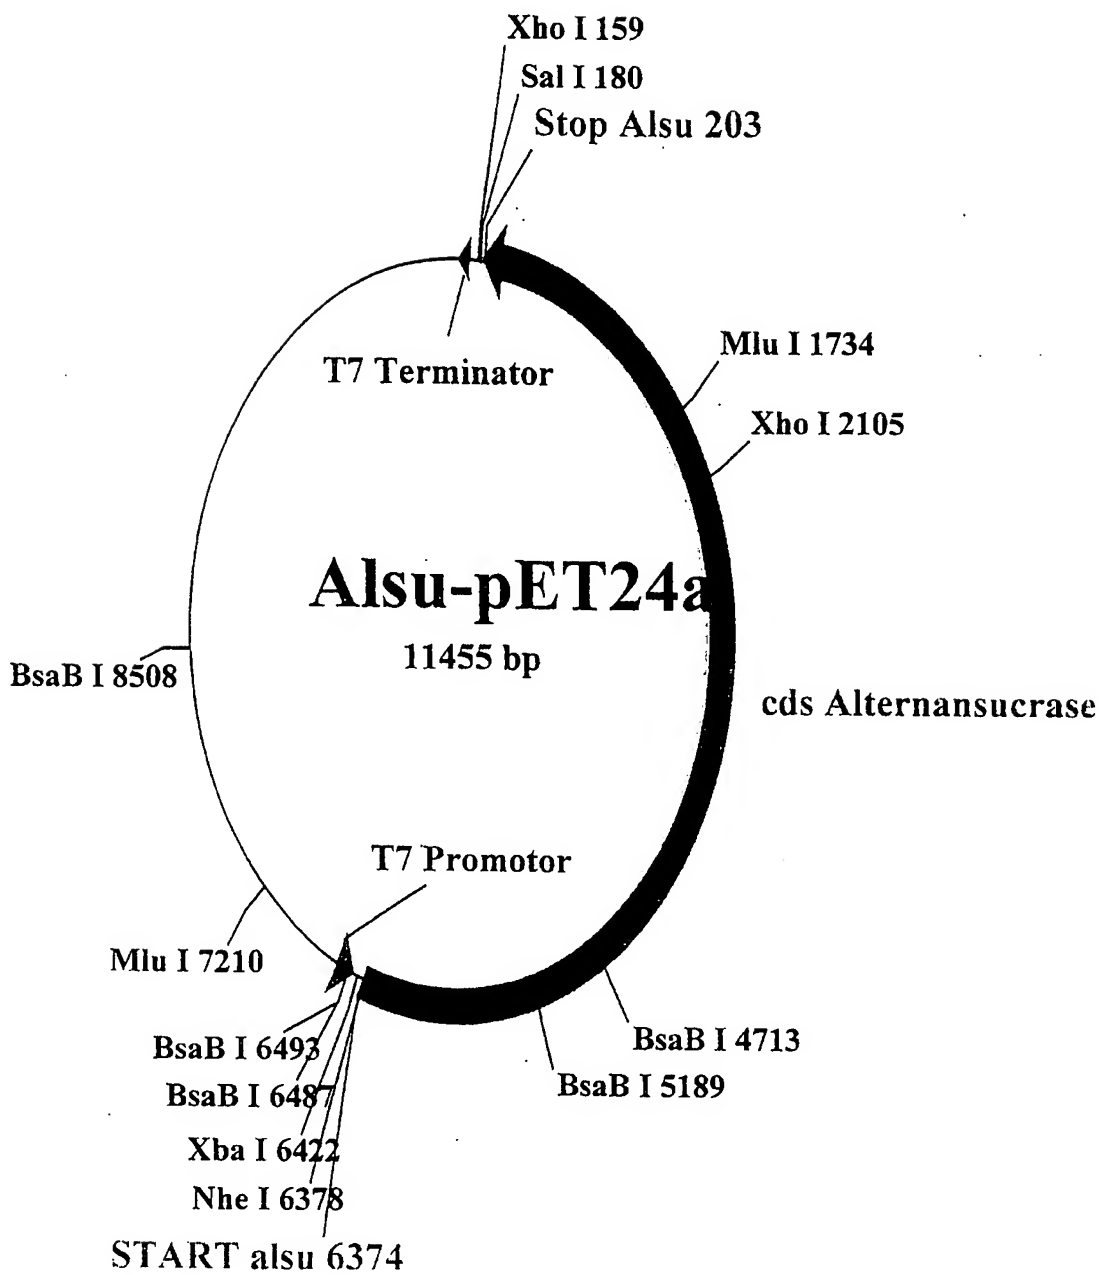 Xho I 159
Sal I 180
Stop Alsu 203
T7 Terminator
Mlu I 1734
Xho I 2105
Alsu-pET24a
11455 bp
BsaB I 8508
cds Alternansucrase
T7 Promotor
Mlu I 7210
BsaB I 6493
BsaB I 4713
BsaB I 5189
BsaB I 6487
Xba I 6422
Nhe I 6378
START alsu 6374